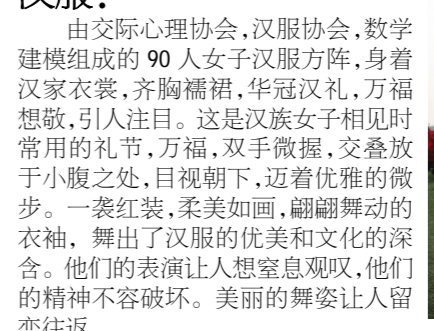 由交际心理协会，汉服协会，数学
建模组成的 90 人女子汉服方阵，身着
汉家衣裳，齐胸襦裙，华冠汉礼，万福
想敬，引人注目。这是汉族女子相见时
常用的礼节，万福，双手微握，交叠放
于小腹之处，目视朝下，迈着优雅的微
步。一袭红装，柔美如画，翩翩舞动的
衣袖，舞出了汉服的优美和文化的深
含。他们的表演让人想窒息观叹，他们
的精神不容破坏。美丽的舞姿让人留
恋往返